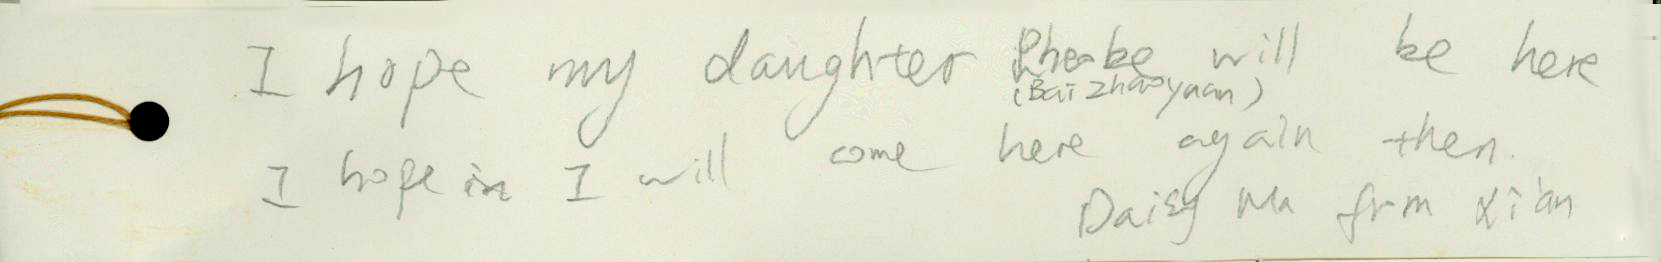 I hope my daughter Pheobe will be here
(Bai Zhaoyuan)
I hope in I will come here again then.
Daisy Ma from Xi'an